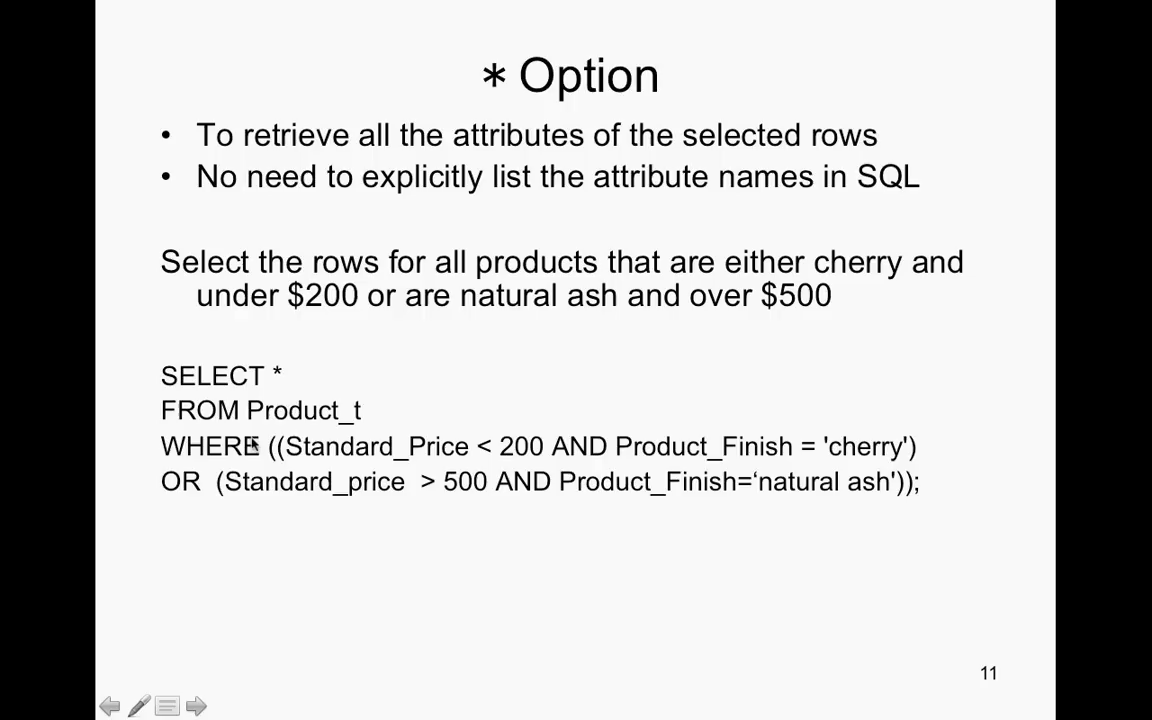 * Option
• To retrieve all the attributes of the selected rows
• No need to explicitly list the attribute names in SQL
Select the rows for all products that are either cherry and
under $200 or are natural ash and over $500
SELECT *
FROM Product_t
WHERE ((Standard_Price < 200 AND Product_Finish = 'cherry')
OR (Standard_price > 500 AND Product_Finish=‘natural ash'));
11